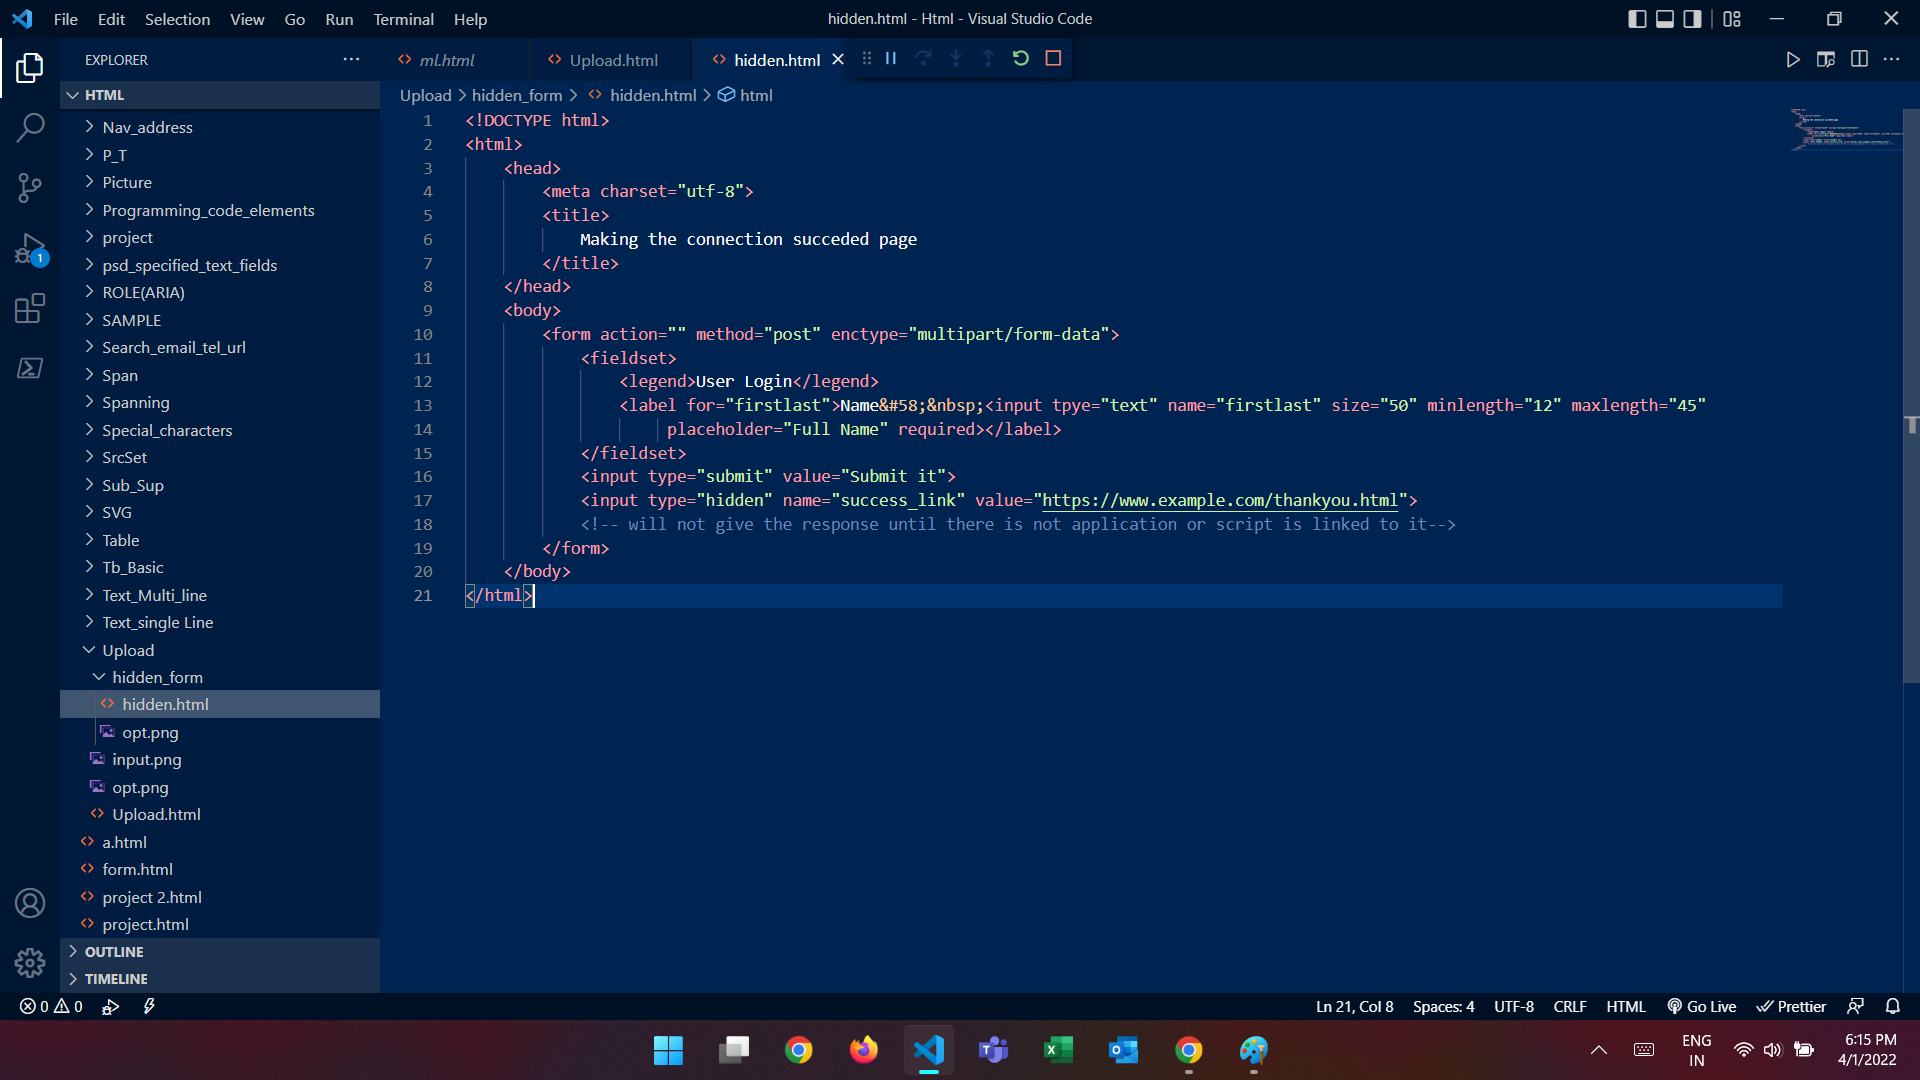 File Edit Selection View Go Run Terminal Help
hidden.html - Html - Visual Studio Code
EXPLORER
ml.html
Upload.html
hidden.html
HTML
Upload > hidden_form > hidden.html > html
Nav_address
P_T
Picture
Programming_code_elements
project
psd_specified_text_fields
ROLE(ARIA)
SAMPLE
Search_email_tel_url
Span
Spanning
Special_characters
SrcSet
Sub_Sup
SVG
Table
Tb_Basic
Text_Multi_line
Text_single Line
Upload
hidden_form
hidden.html
opt.png
input.png
opt.png
Upload.html
a.html
form.html
project 2.html
project.html
OUTLINE
TIMELINE
1
1 <!DOCTYPE html>
2 <html>
3 <head>
4 <meta charset="utf-8">
5 <title>
6 Making the connection succeded page
7 </title>
8 </head>
9 <body>
10 <form action="" method="post" enctype="multipart/form-data">
11 <fieldset>
12 <legend>User Login</legend>
13 <label for="firstlast">Name&#58;&nbsp;<input tpye="text" name="firstlast" size="50" minlength="12" maxlength="45"
14 placeholder="Full Name" required></label>
15 </fieldset>
16 <input type="submit" value="Submit it">
17 <input type="hidden" name="success_link" value="https://www.example.com/thankyou.html">
18 <!-- will not give the response until there is not application or script is linked to it-->
19 </form>
20 </body>
21 </html>
0 0
Ln 21, Col 8 Spaces: 4 UTF-8 CRLF HTML Go Live Prettier
ENG
IN
6:15 PM
4/1/2022